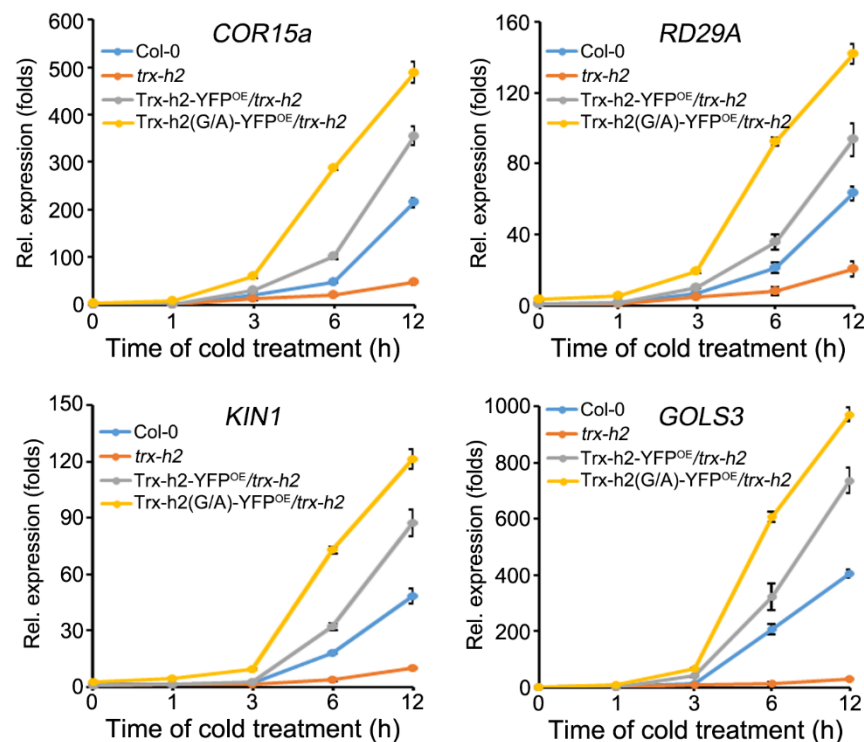 COR15a
Rel. expression (folds)
600
500
400
300
200
100
0
Col-0
trx-h2
Trx-h2-YFPᴼᴱ/trx-h2
Trx-h2(G/A)-YFPᴼᴱ/trx-h2
0 1 3 6 12
Time of cold treatment (h)
RD29A
Rel. expression (folds)
160
120
80
40
0
Col-0
trx-h2
Trx-h2-YFPᴼᴱ/trx-h2
Trx-h2(G/A)-YFPᴼᴱ/trx-h2
0 1 3 6 12
Time of cold treatment (h)
KIN1
Rel. expression (folds)
150
120
90
60
30
0
Col-0
trx-h2
Trx-h2-YFPᴼᴱ/trx-h2
Trx-h2(G/A)-YFPᴼᴱ/trx-h2
0 1 3 6 12
Time of cold treatment (h)
GOLS3
Rel. expression (folds)
1000
800
600
400
200
0
Col-0
trx-h2
Trx-h2-YFPᴼᴱ/trx-h2
Trx-h2(G/A)-YFPᴼᴱ/trx-h2
0 1 3 6 12
Time of cold treatment (h)